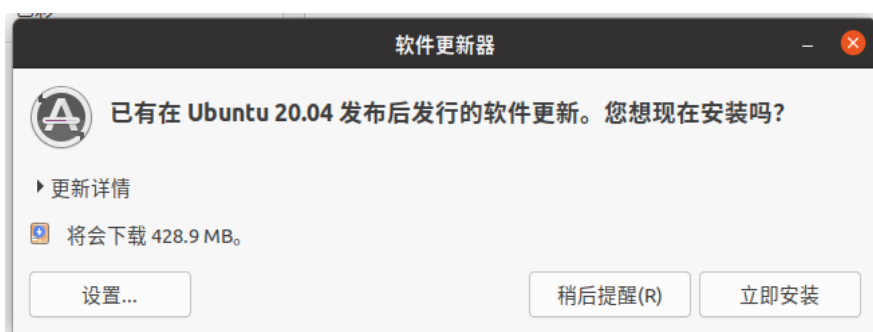 软件更新器
已有在 Ubuntu 20.04 发布后发行的软件更新。您想现在安装吗?
更新详情
将会下载 428.9 MB。
设置...
稍后提醒(R)
立即安装